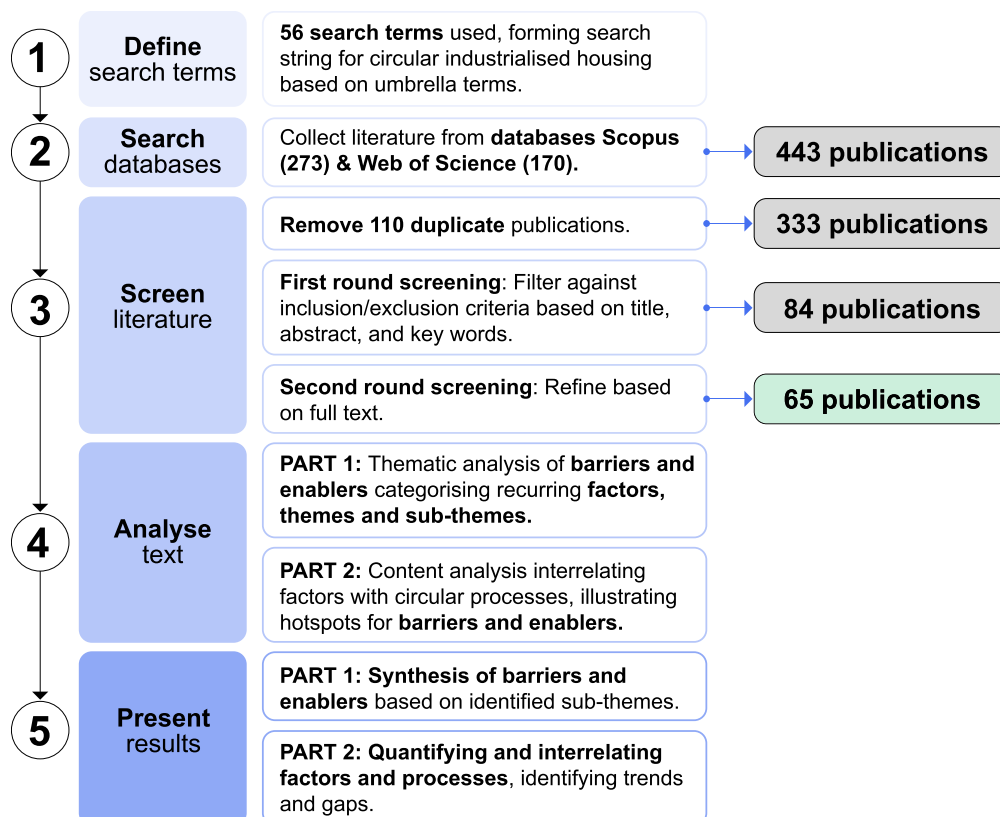 1
Define
search terms
56 search terms used, forming search
string for circular industrialised housing
based on umbrella terms.
2
Search
databases
Collect literature from databases Scopus
(273) & Web of Science (170).
443 publications
3
Screen
literature
Remove 110 duplicate publications.
333 publications
First round screening: Filter against
inclusion/exclusion criteria based on title,
abstract, and key words.
84 publications
Second round screening: Refine based
on full text.
65 publications
4
Analyse
text
PART 1: Thematic analysis of barriers and
enablers categorising recurring factors,
themes and sub-themes.
PART 2: Content analysis interrelating
factors with circular processes, illustrating
hotspots for barriers and enablers.
5
Present
results
PART 1: Synthesis of barriers and
enablers based on identified sub-themes.
PART 2: Quantifying and interrelating
factors and processes, identifying trends
and gaps.